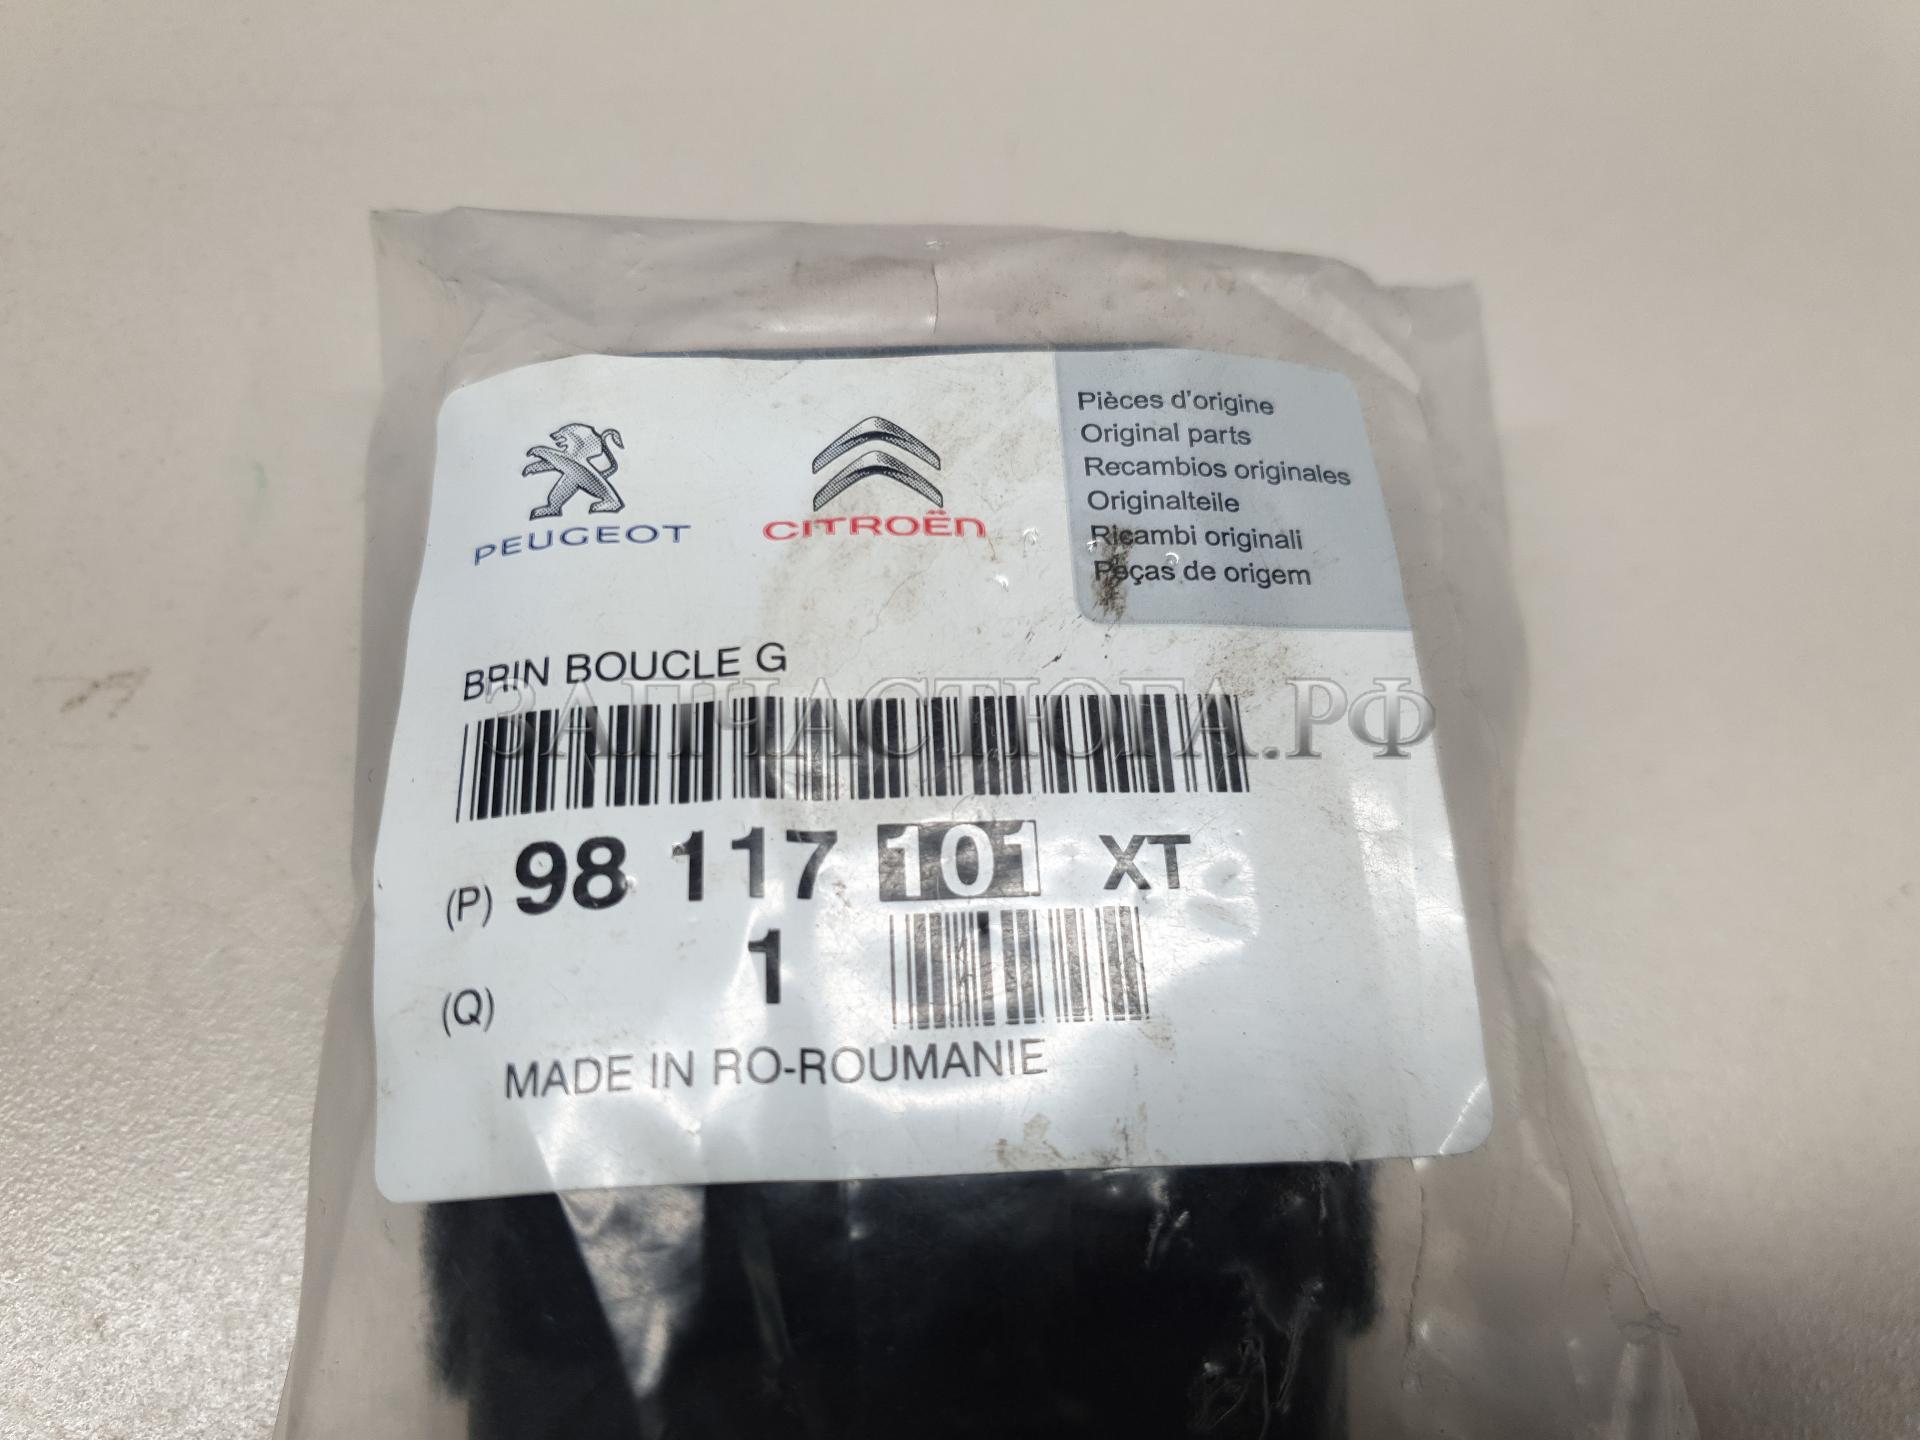 PEUGEOT
CITROËN
Pièces d'origine
Original parts
Recambios originales
Originalteile
Ricambi originali
Peças de origem
BRIN BOUCLE G
ЗАПЧАСТЮГА.РФ
(P) 98 117 101 XT
(Q) 1
MADE IN RO-ROUMANIE